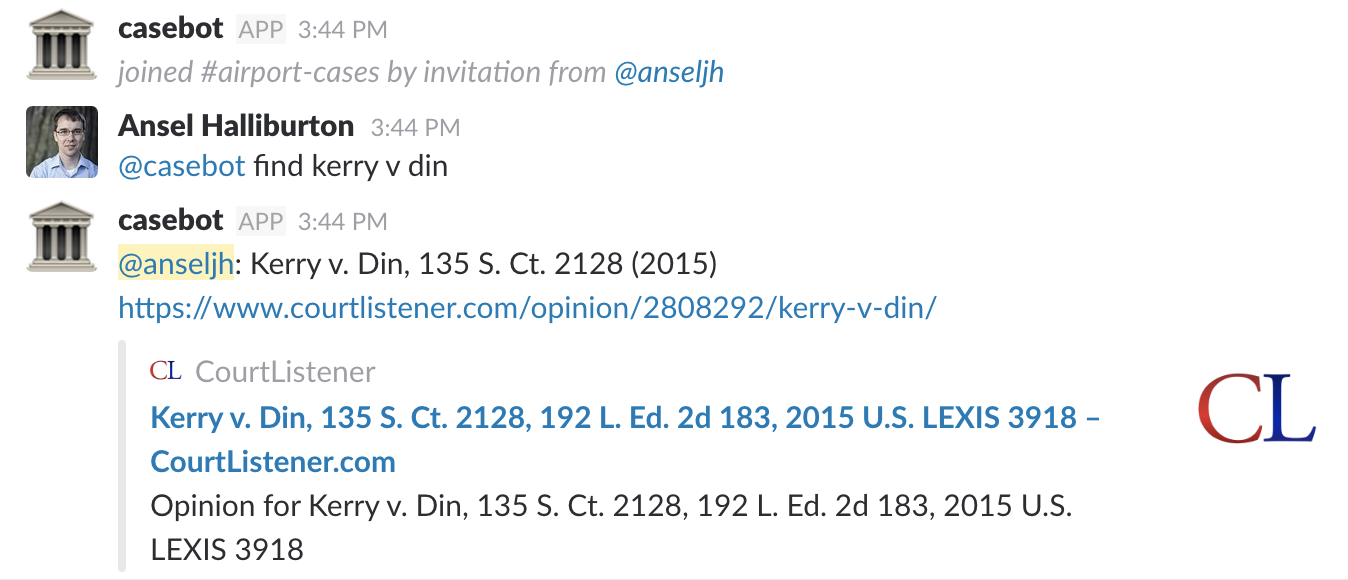 casebot APP 3:44 PM
joined #airport-cases by invitation from @anseljh
Ansel Halliburton 3:44 PM
@casebot find kerry v din
casebot APP 3:44 PM
@anseljh: Kerry v. Din, 135 S. Ct. 2128 (2015)
https://www.courtlistener.com/opinion/2808292/kerry-v-din/
CL CourtListener
Kerry v. Din, 135 S. Ct. 2128, 192 L. Ed. 2d 183, 2015 U.S. LEXIS 3918 –
CourtListener.com
Opinion for Kerry v. Din, 135 S. Ct. 2128, 192 L. Ed. 2d 183, 2015 U.S.
LEXIS 3918
CL